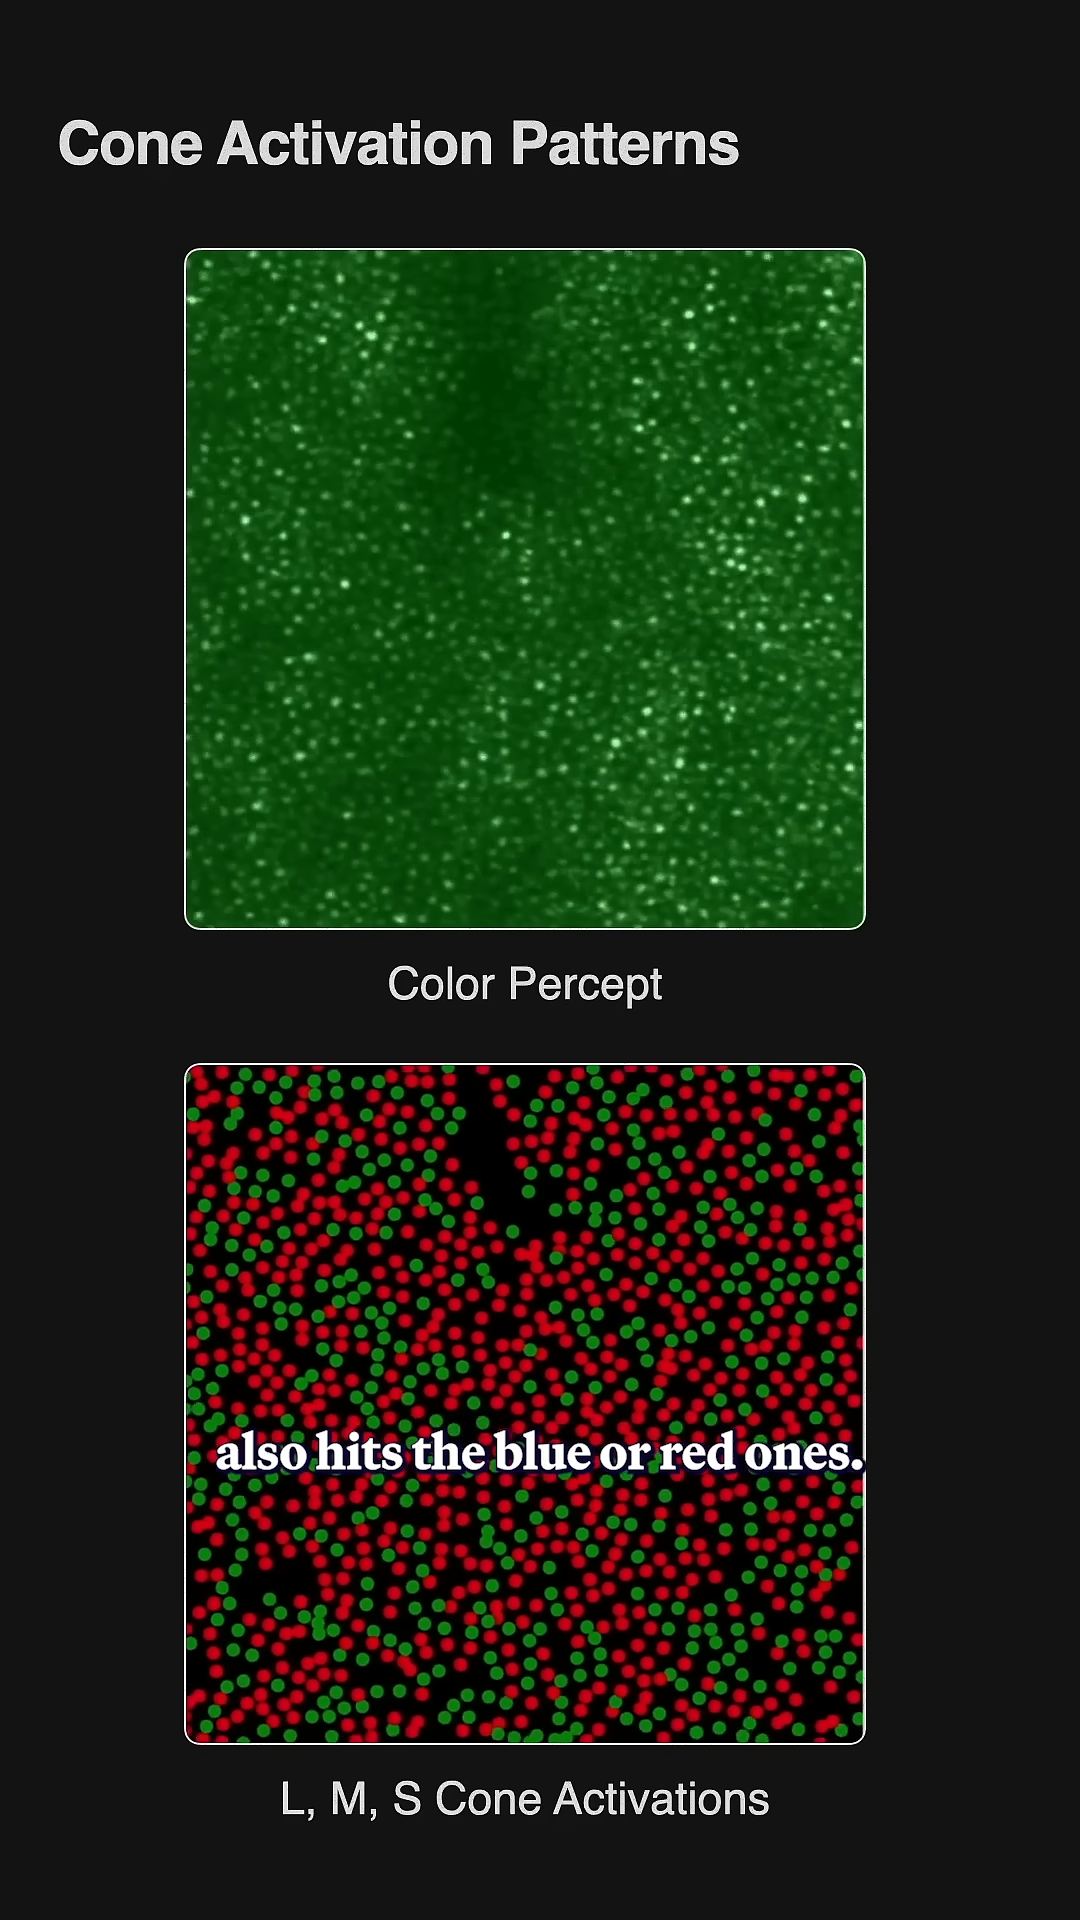 Cone Activation Patterns
Color Percept
also hits the blue or red ones.
L, M, S Cone Activations